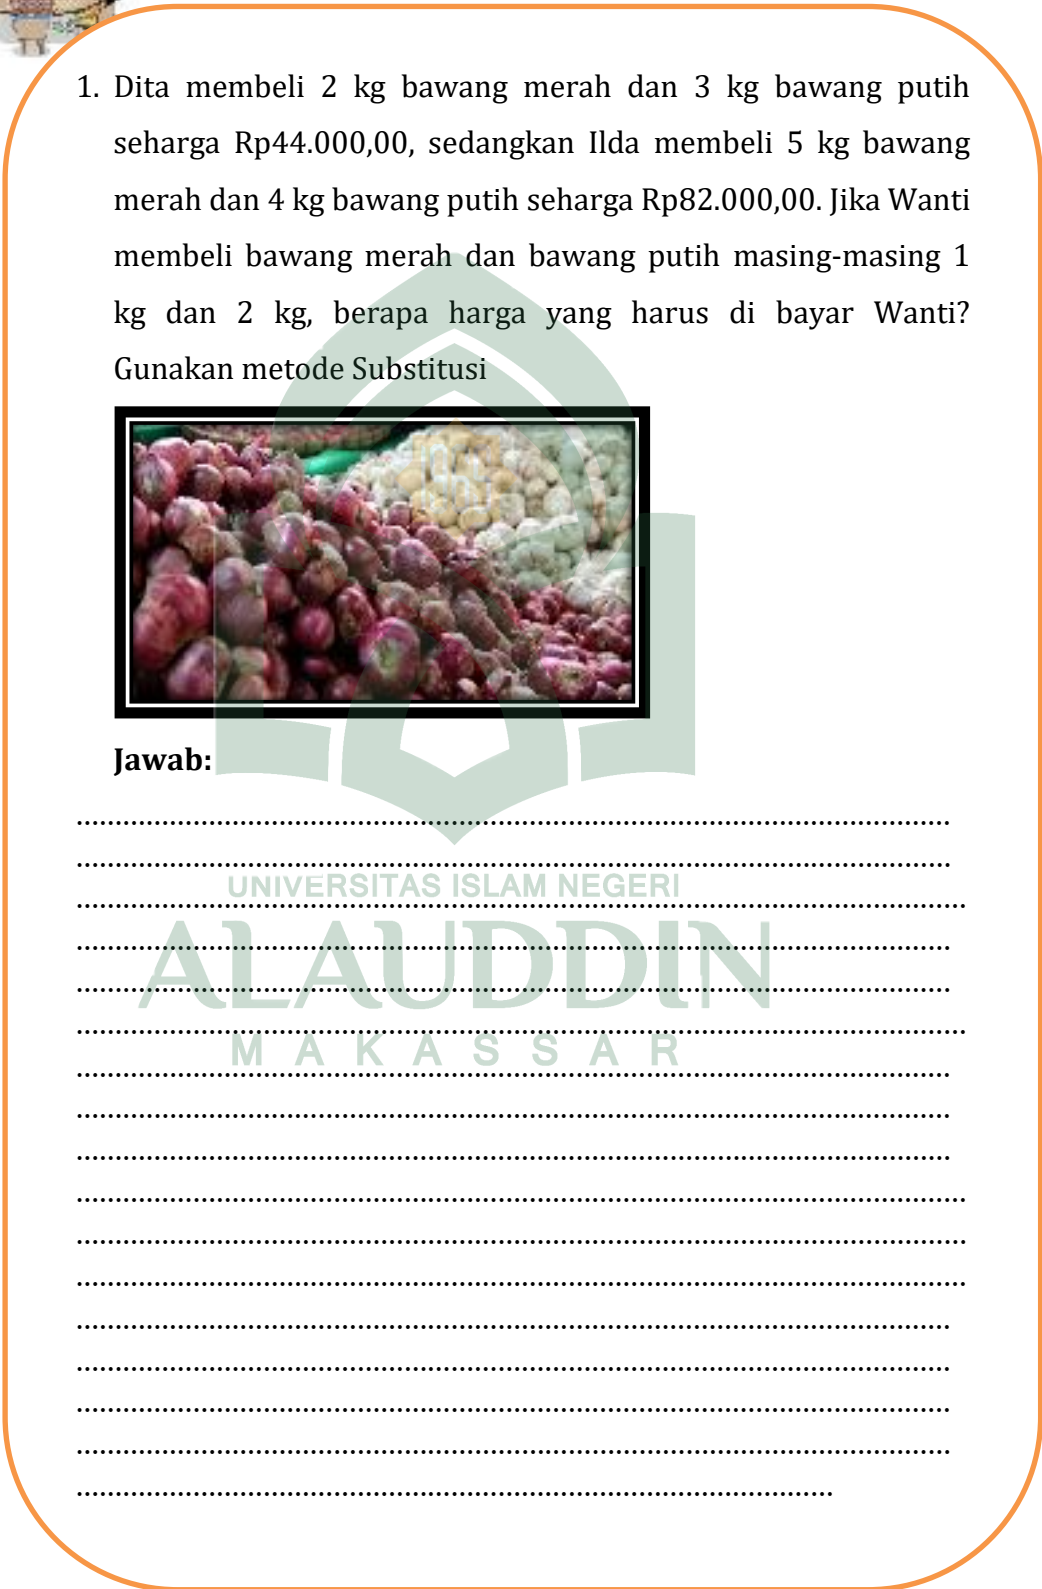 1. Dita membeli 2 kg bawang merah dan 3 kg bawang putih
seharga Rp44.000,00, sedangkan Ilda membeli 5 kg bawang
merah dan 4 kg bawang putih seharga Rp82.000,00. Jika Wanti
membeli bawang merah dan bawang putih masing-masing 1
kg dan 2 kg, berapa harga yang harus di bayar Wanti?
Gunakan metode Substitusi
Jawab:
UNIVERSITAS ISLAM NEGERI
ALAUDDIN
MAKASSAR